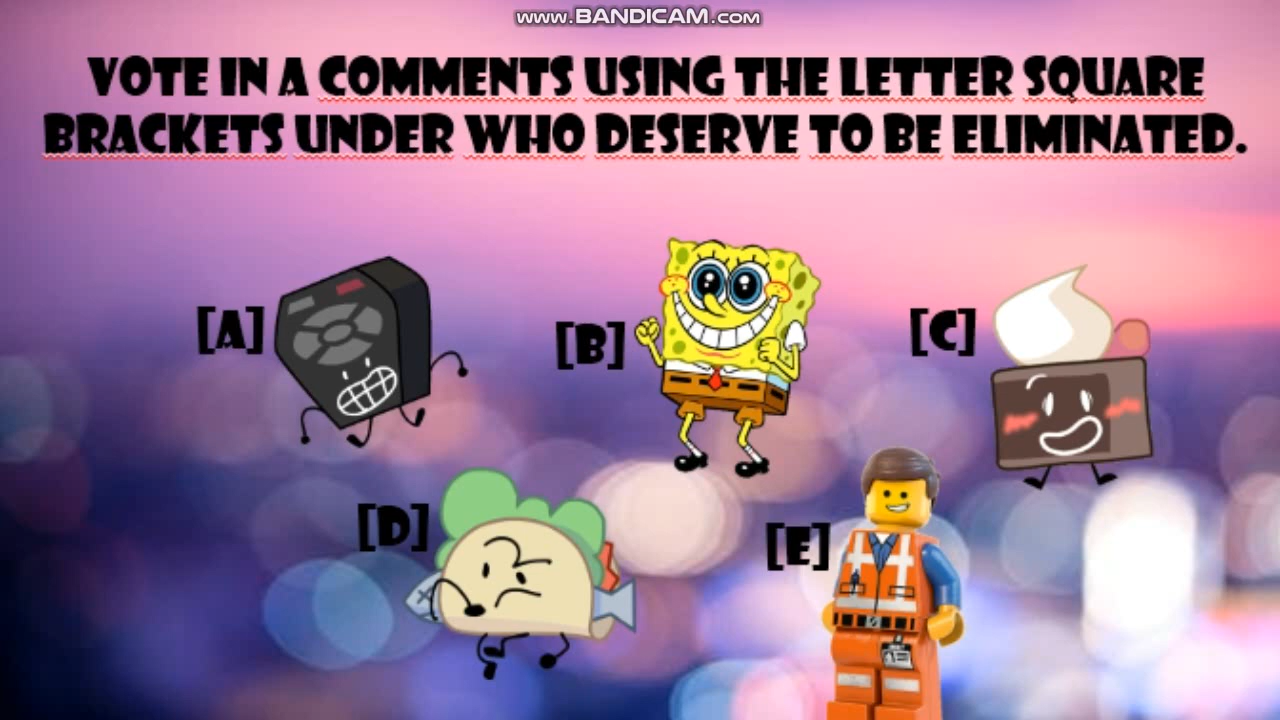 WWW.BANDICAM.COM
VOTE IN A COMMENTS USING THE LETTER SQUARE
BRACKETS UNDER WHO DESERVE TO BE ELIMINATED.
[A]
[B]
[C]
[D]
[E]